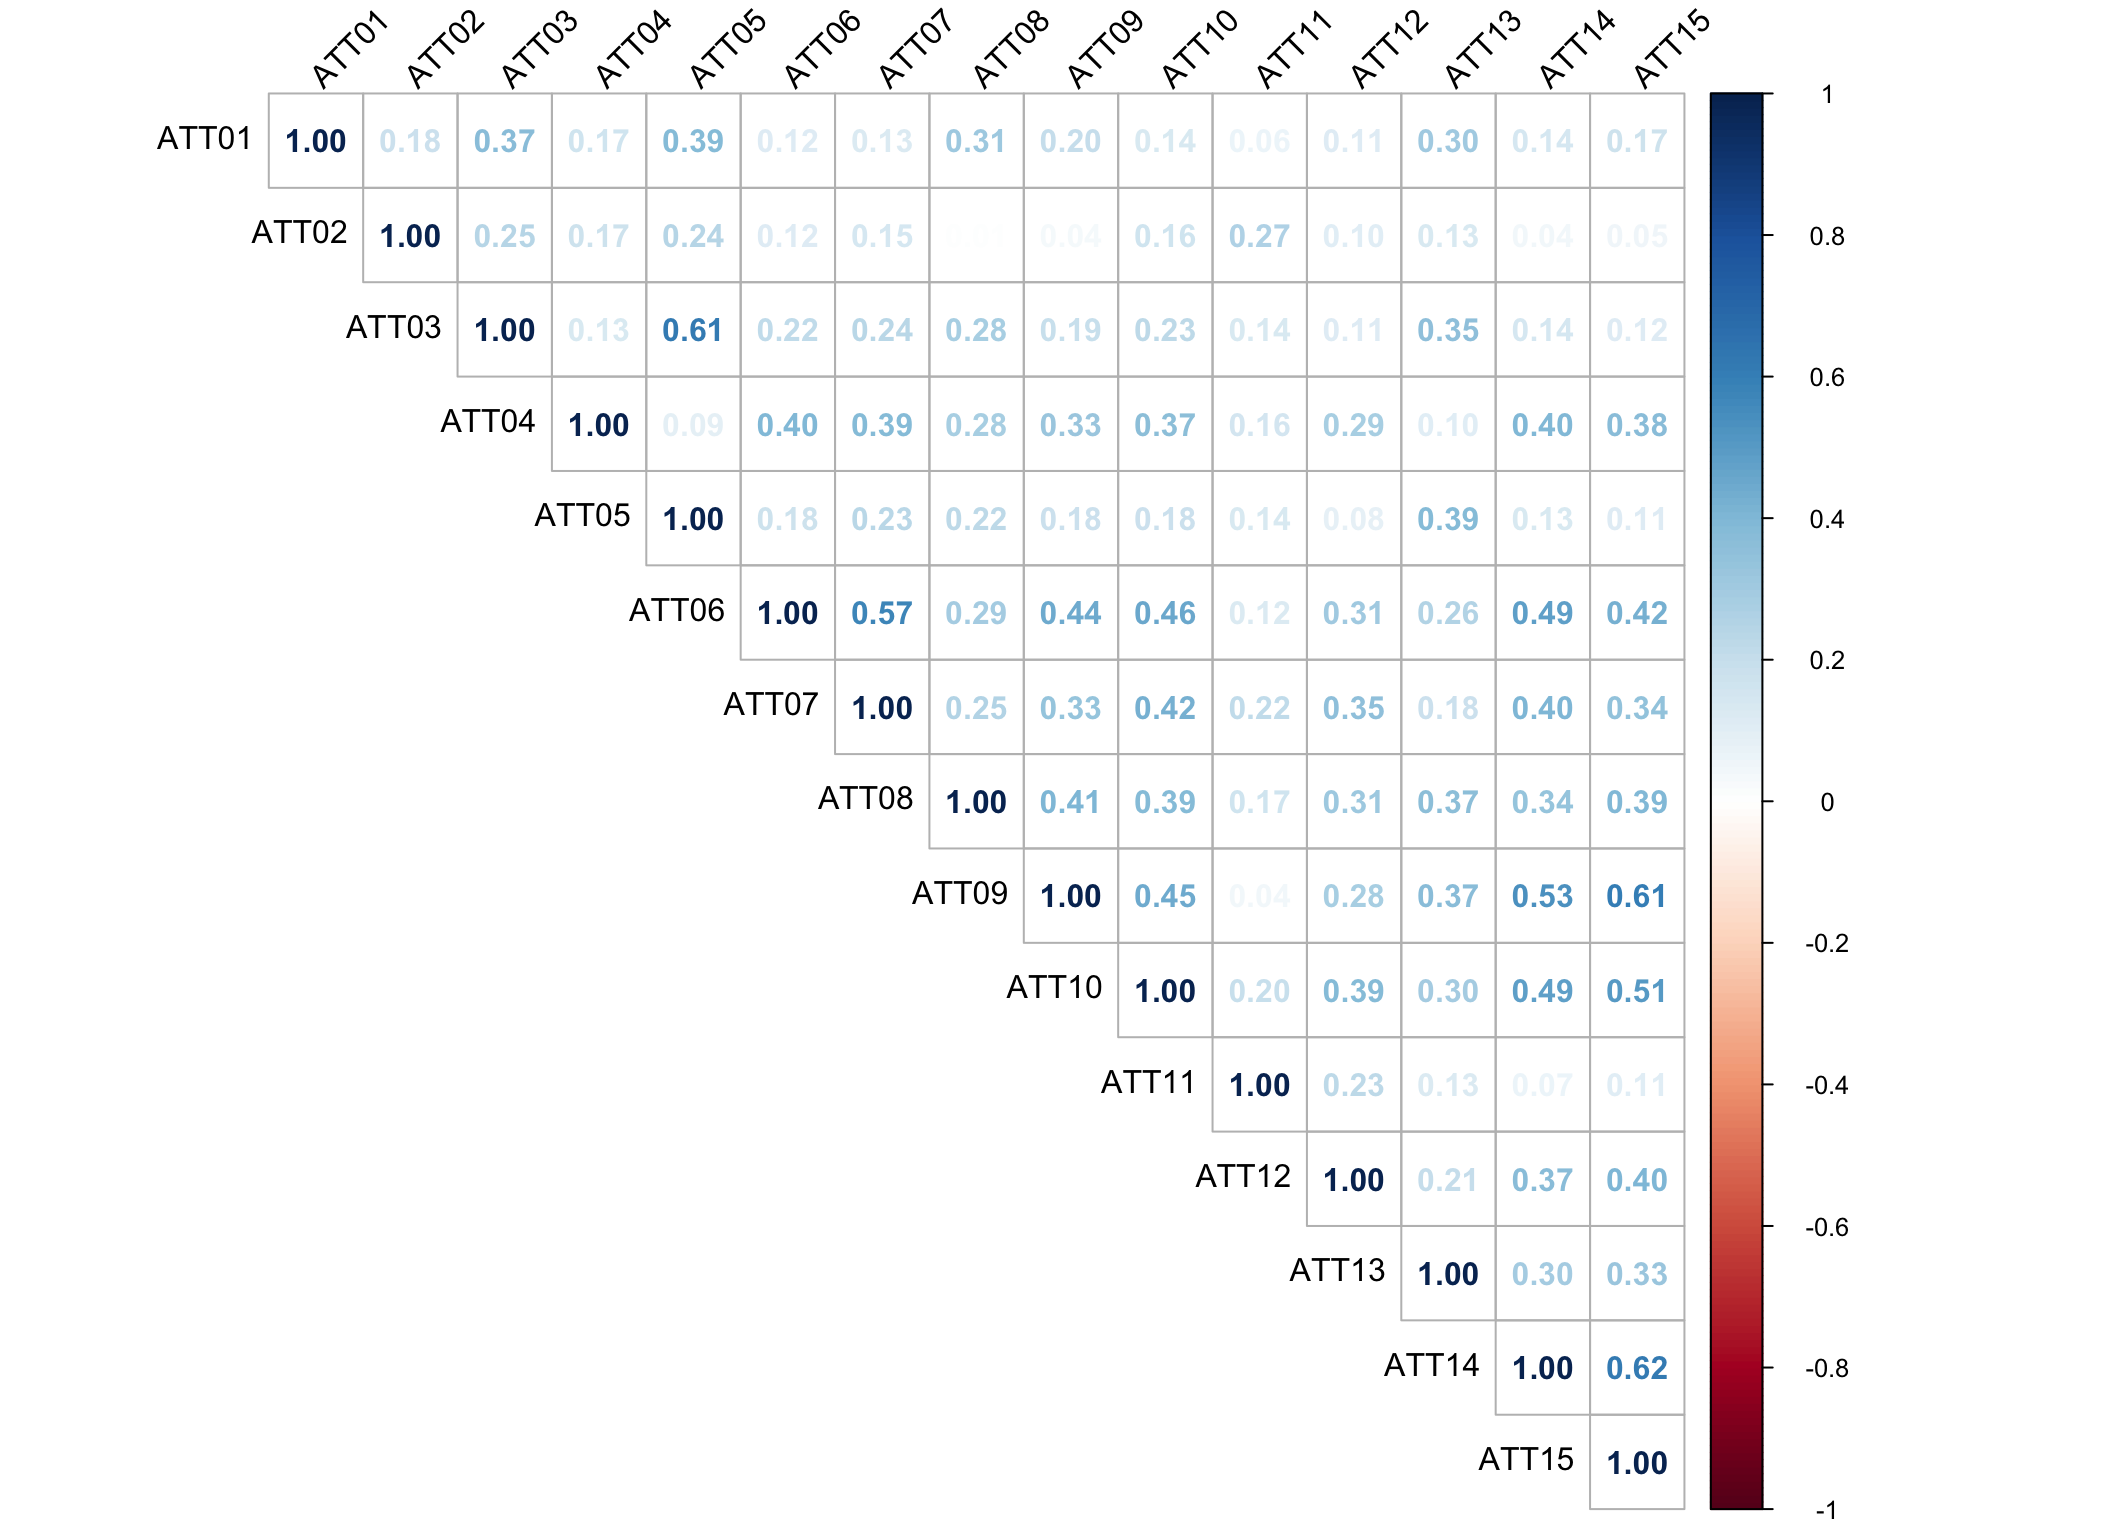 ATT01 ATT02 ATT03 ATT04 ATT05 ATT06 ATT07 ATT08 ATT09 ATT10 ATT11 ATT12 ATT13 ATT14 ATT15
ATT01 1.00 0.18 0.37 0.17 0.39 0.12 0.13 0.31 0.20 0.14 0.06 0.11 0.30 0.14 0.17
ATT02 1.00 0.25 0.17 0.24 0.12 0.15 0.04 0.16 0.27 0.10 0.13 0.04 0.05
ATT03 1.00 0.13 0.61 0.22 0.24 0.28 0.19 0.23 0.14 0.11 0.35 0.14 0.12
ATT04 1.00 0.09 0.40 0.39 0.28 0.33 0.37 0.16 0.29 0.10 0.40 0.38
ATT05 1.00 0.18 0.23 0.22 0.18 0.18 0.14 0.08 0.39 0.13 0.11
ATT06 1.00 0.57 0.29 0.44 0.46 0.12 0.31 0.26 0.49 0.42
ATT07 1.00 0.25 0.33 0.42 0.22 0.35 0.18 0.40 0.34
ATT08 1.00 0.41 0.39 0.17 0.31 0.37 0.34 0.39
ATT09 1.00 0.45 0.04 0.28 0.37 0.53 0.61
ATT10 1.00 0.20 0.39 0.30 0.49 0.51
ATT11 1.00 0.23 0.13 0.07 0.11
ATT12 1.00 0.21 0.37 0.40
ATT13 1.00 0.30 0.33
ATT14 1.00 0.62
ATT15 1.00
1
0.8
0.6
0.4
0.2
0
-0.2
-0.4
-0.6
-0.8
-1